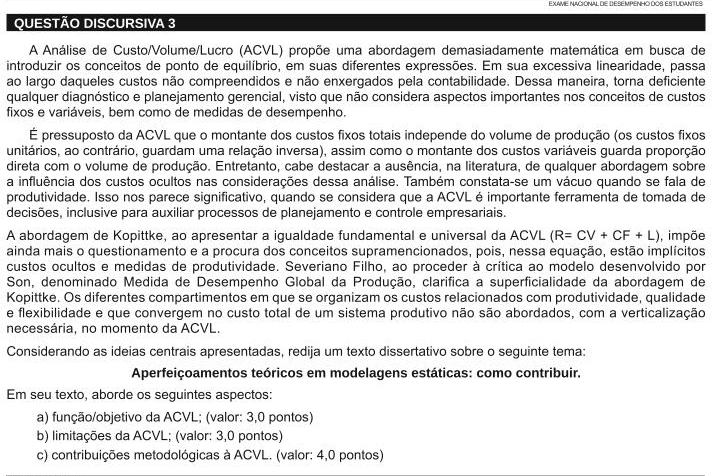 EXAME NACIONAL DE DESEMPENHO DOS ESTUDANTES
QUESTÃO DISCURSIVA 3
A Análise de Custo/Volume/Lucro (ACVL) propõe uma abordagem demasiadamente matemática em busca de
introduzir os conceitos de ponto de equilíbrio, em suas diferentes expressões. Em sua excessiva linearidade, passa
ao largo daqueles custos não compreendidos e não enxergados pela contabilidade. Dessa maneira, torna deficiente
qualquer diagnóstico e planejamento gerencial, visto que não considera aspectos importantes nos conceitos de custos
fixos e variáveis, bem como de medidas de desempenho.
É pressuposto da ACVL que o montante dos custos fixos totais independe do volume de produção (os custos fixos
unitários, ao contrário, guardam uma relação inversa), assim como o montante dos custos variáveis guarda proporção
direta com o volume de produção. Entretanto, cabe destacar a ausência, na literatura, de qualquer abordagem sobre
a influência dos custos ocultos nas considerações dessa análise. Também constata-se um vácuo quando se fala de
produtividade. Isso nos parece significativo, quando se considera que a ACVL é importante ferramenta de tomada de
decisões, inclusive para auxiliar processos de planejamento e controle empresariais.
A abordagem de Kopittke, ao apresentar a igualdade fundamental e universal da ACVL (R= CV + CF + L), impõe
ainda mais o questionamento e a procura dos conceitos supramencionados, pois, nessa equação, estão implícitos
custos ocultos e medidas de produtividade. Severiano Filho, ao proceder à crítica ao modelo desenvolvido por
Son, denominado Medida de Desempenho Global da Produção, clarifica a superficialidade da abordagem de
Kopittke. Os diferentes compartimentos em que se organizam os custos relacionados com produtividade, qualidade
e flexibilidade e que convergem no custo total de um sistema produtivo não são abordados, com a verticalização
necessária, no momento da ACVL.
Considerando as ideias centrais apresentadas, redija um texto dissertativo sobre o seguinte tema:
Aperfeiçoamentos teóricos em modelagens estáticas: como contribuir.
Em seu texto, aborde os seguintes aspectos:
a) função/objetivo da ACVL; (valor: 3,0 pontos)
b) limitações da ACVL; (valor: 3,0 pontos)
c) contribuições metodológicas à ACVL. (valor: 4,0 pontos)